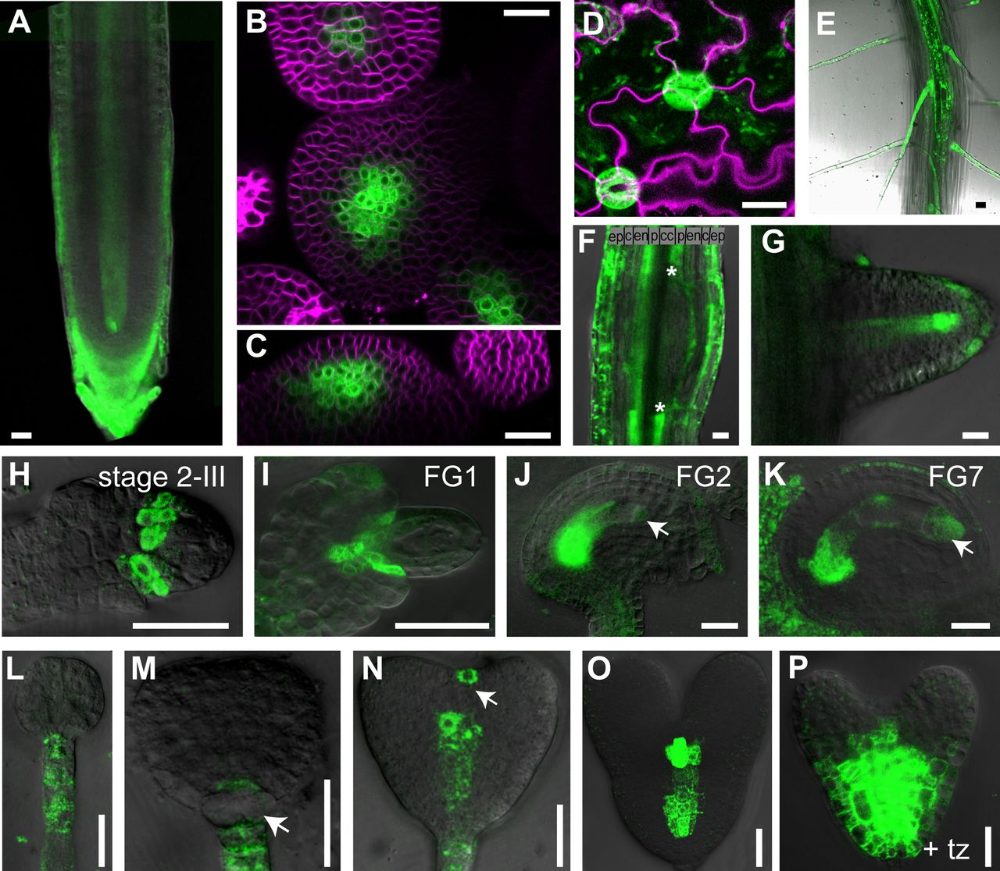 A
B
C
D
E
F
ep|c|en|p|cc|p|en|c|ep
*
*
G
H
stage 2-III
I
FG1
J
FG2
K
FG7
L
M
N
O
P
+ tz